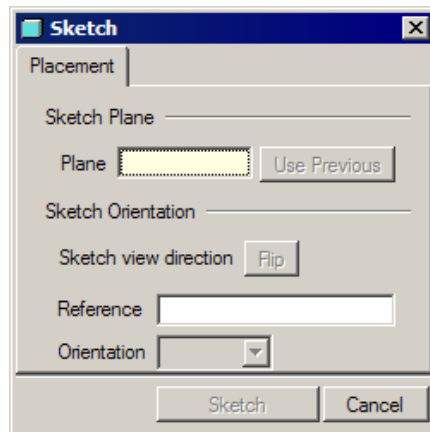 Sketch
Placement
Sketch Plane
Plane Use Previous
Sketch Orientation
Sketch view direction Flip
Reference
Orientation
Sketch Cancel